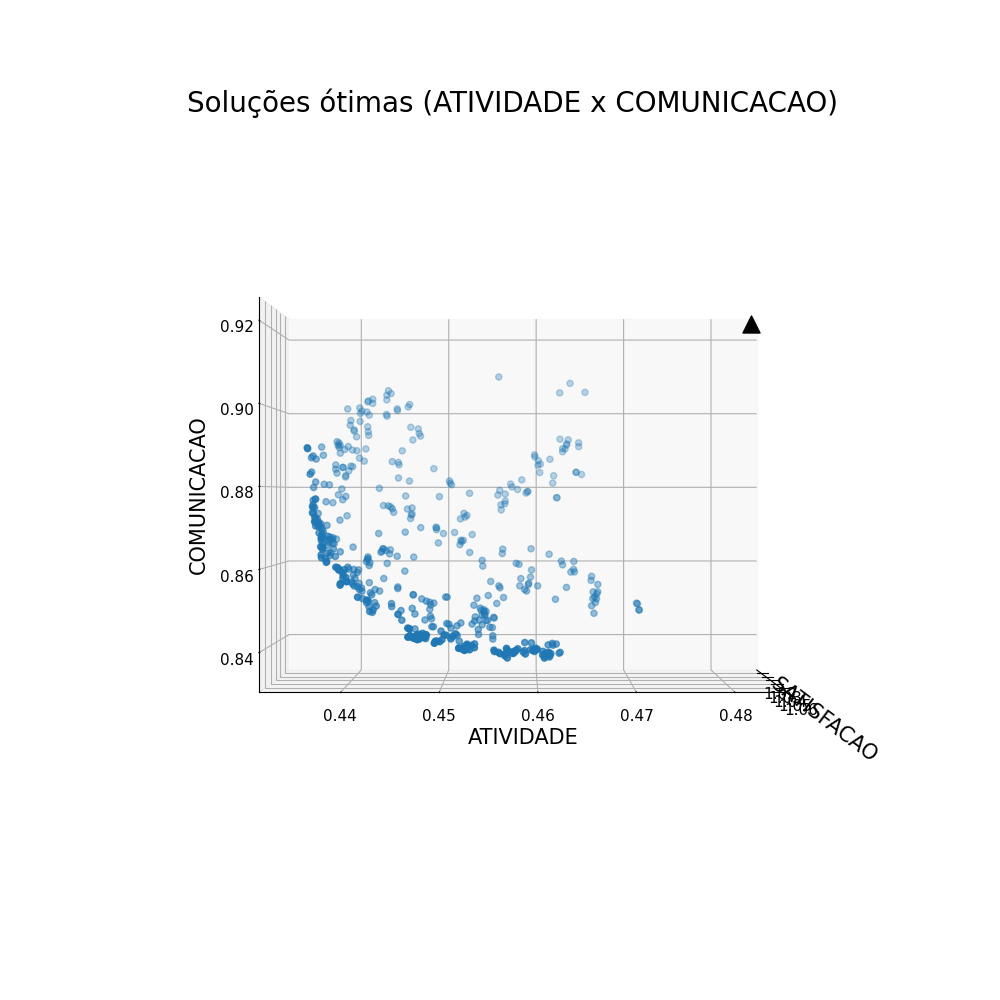 Soluções ótimas (ATIVIDADE x COMUNICACAO)
0.92
0.90
0.88
0.86
0.84
COMUNICACAO
0.44 0.45 0.46 0.47 0.48
ATIVIDADE
SATISFACAO